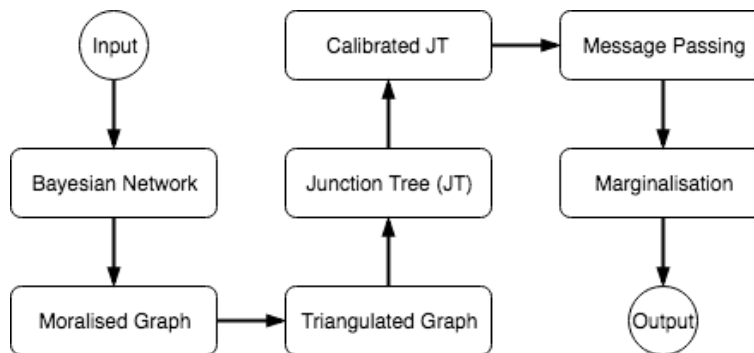 Input
Bayesian Network
Moralised Graph
Triangulated Graph
Junction Tree (JT)
Calibrated JT
Message Passing
Marginalisation
Output